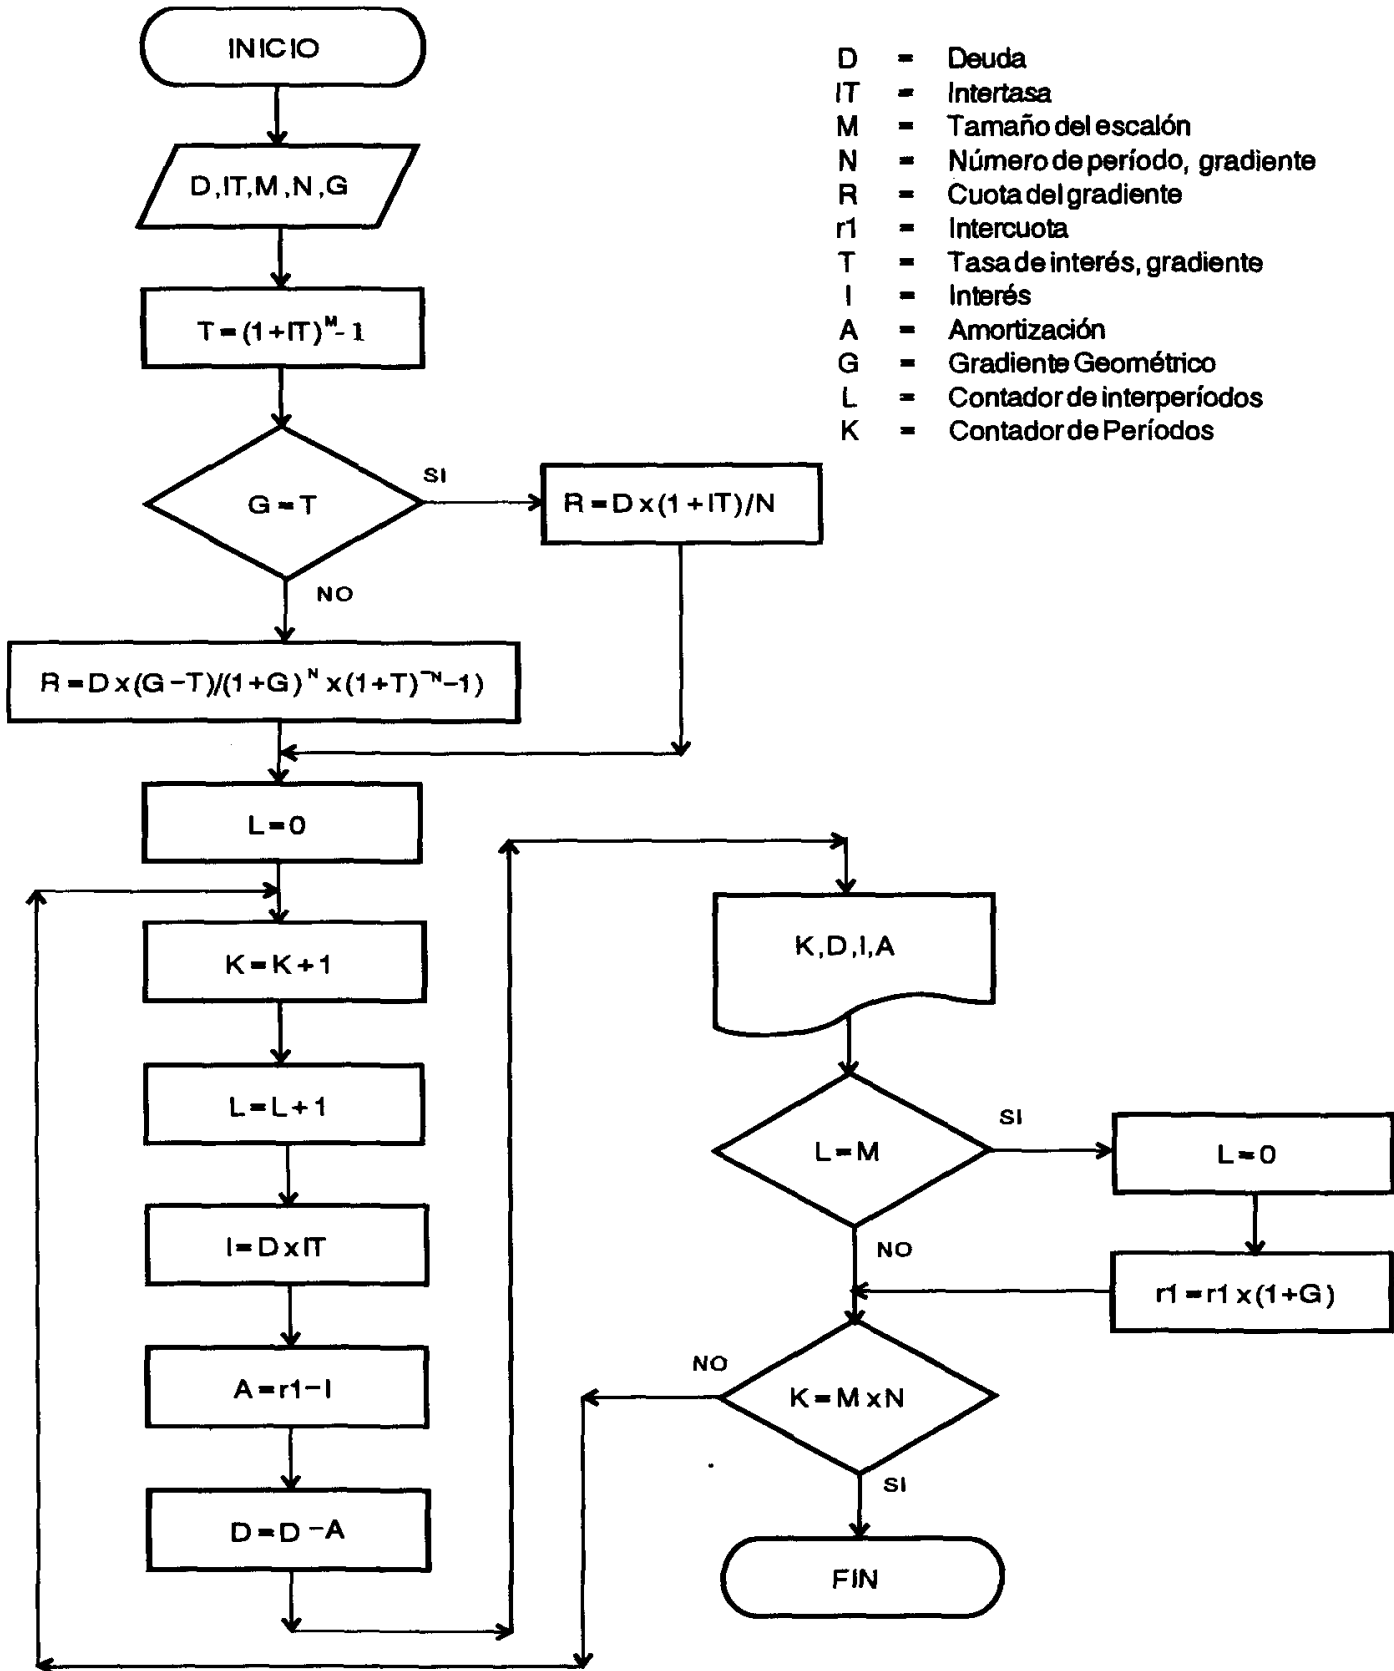 INICIO
D,IT,M,N,G
T=(1+IT)^M-1
G=T
SI
R=Dx(1+IT)/N
NO
R=Dx(G-T)/(1+G)^N x(1+T)^-N-1)
L=0
K=K+1
L=L+1
I=DxIT
A=r1-I
D=D-A
D = Deuda
IT = Intertasa
M = Tamaño del escalón
N = Número de período, gradiente
R = Cuota del gradiente
r1 = Intercuota
T = Tasa de interés, gradiente
I = Interés
A = Amortización
G = Gradiente Geométrico
L = Contador de interperíodos
K = Contador de Períodos
K,D,I,A
L=M
SI
L=0
NO
r1=r1x(1+G)
NO
K=MxN
SI
FIN